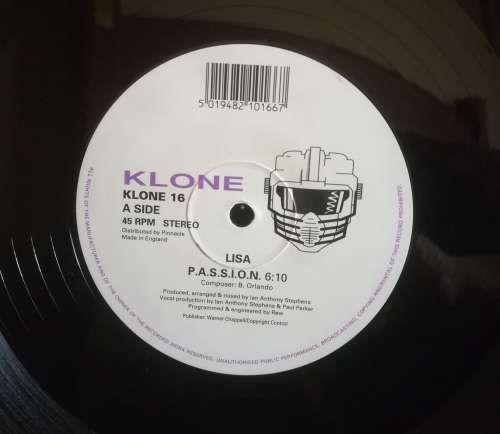 5 019482 101667
KLONE
KLONE 16
A SIDE
45 RPM STEREO
Distributed by Pinnacle
Made in England
LISA
P.A.S.S.I.O.N. 6:10
Composer: B. Orlando
Produced, arranged & mixed by Ian Anthony Stephens
Vocal production by Ian Anthony Stephens & Paul Parker
Programmed & engineered by Raw
Publisher: Warner Chappell/Copyright Control
ALL RIGHTS OF THE MANUFACTURER AND OF THE OWNER OF THE RECORDED WORK RESERVED. UNAUTHORISED PUBLIC PERFORMANCE, BROADCASTING, COPYING &/OR RENTAL OF THIS RECORD PROHIBITED.